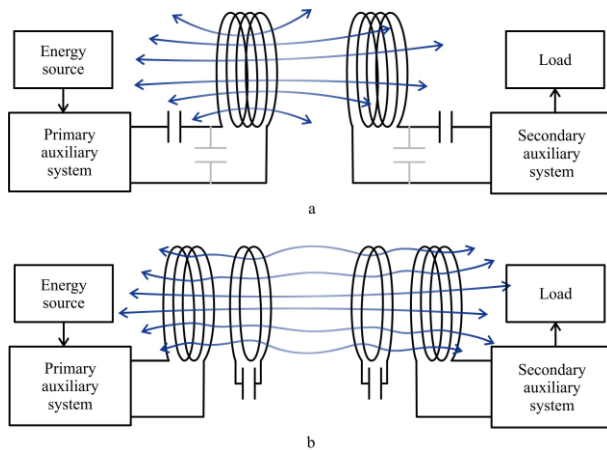 Energy
source
Load
Primary
auxiliary
system
Secondary
auxiliary
system
a
Energy
source
Load
Primary
auxiliary
system
Secondary
auxiliary
system
b